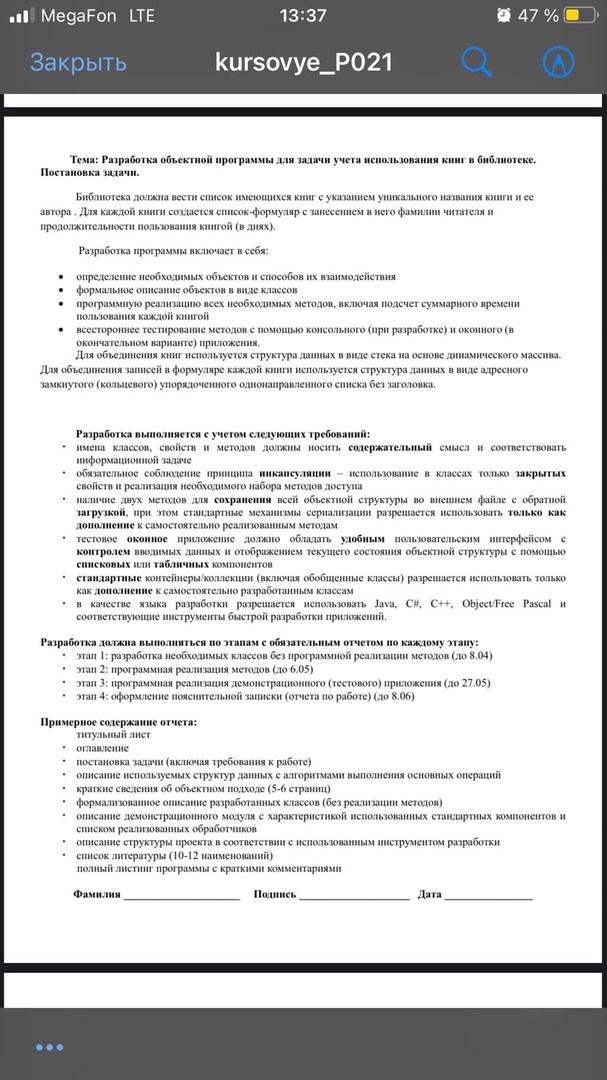 MegaFon LTE 13:37 47 %
Закрыть kursovye_P021
Тема: Разработка объектной программы для задачи учета использования книг в библиотеке.
Постановка задачи.
Библиотека должна вести список имеющихся книг с указанием уникального названия книги и ее
автора . Для каждой книги создается список-формуляр с занесением в него фамилии читателя и
продолжительности пользования книгой (в днях).
Разработка программы включает в себя:
• определение необходимых объектов и способов их взаимодействия
• формальное описание объектов в виде классов
• программную реализацию всех необходимых методов, включая подсчет суммарного времени
пользования каждой книгой
• всестороннее тестирование методов с помощью консольного (при разработке) и оконного (в
окончательном варианте) приложения.
Для объединения книг используется структура данных в виде стека на основе динамического массива.
Для объединения записей в формуляре каждой книги используется структура данных в виде адресного
замкнутого (кольцевого) упорядоченного однонаправленного списка без заголовка.
Разработка выполняется с учетом следующих требований:
· имена классов, свойств и методов должны носить содержательный смысл и соответствовать
информационной задаче
· обязательное соблюдение принципа инкапсуляции – использование в классах только закрытых
свойств и реализация необходимого набора методов доступа
· наличие двух методов для сохранения всей объектной структуры во внешнем файле с обратной
загрузкой, при этом стандартные механизмы сериализации разрешается использовать только как
дополнение к самостоятельно реализованным методам
· тестовое оконное приложение должно обладать удобным пользовательским интерфейсом с
контролем вводимых данных и отображением текущего состояния объектной структуры с помощью
списковых или табличных компонентов
· стандартные контейнеры/коллекции (включая обобщенные классы) разрешается использовать только
как дополнение к самостоятельно разработанным классам
· в качестве языка разработки разрешается использовать Java, C#, C++, Object/Free Pascal и
соответствующие инструменты быстрой разработки приложений.
Разработка должна выполняться по этапам с обязательным отчетом по каждому этапу:
· этап 1: разработка необходимых классов без программной реализации методов (до 8.04)
· этап 2: программная реализация методов (до 6.05)
· этап 3: программная реализация демонстрационного (тестового) приложения (до 27.05)
· этап 4: оформление пояснительной записки (отчета по работе) (до 8.06)
Примерное содержание отчета:
титульный лист
· оглавление
· постановка задачи (включая требования к работе)
· описание используемых структур данных с алгоритмами выполнения основных операций
· краткие сведения об объектном подходе (5-6 страниц)
· формализованное описание разработанных классов (без реализации методов)
· описание демонстрационного модуля с характеристикой использованных стандартных компонентов и
списком реализованных обработчиков
· описание структуры проекта в соответствии с использованным инструментом разработки
· список литературы (10-12 наименований)
полный листинг программы с краткими комментариями
Фамилия ____________________ Подпись ___________________ Дата _______________